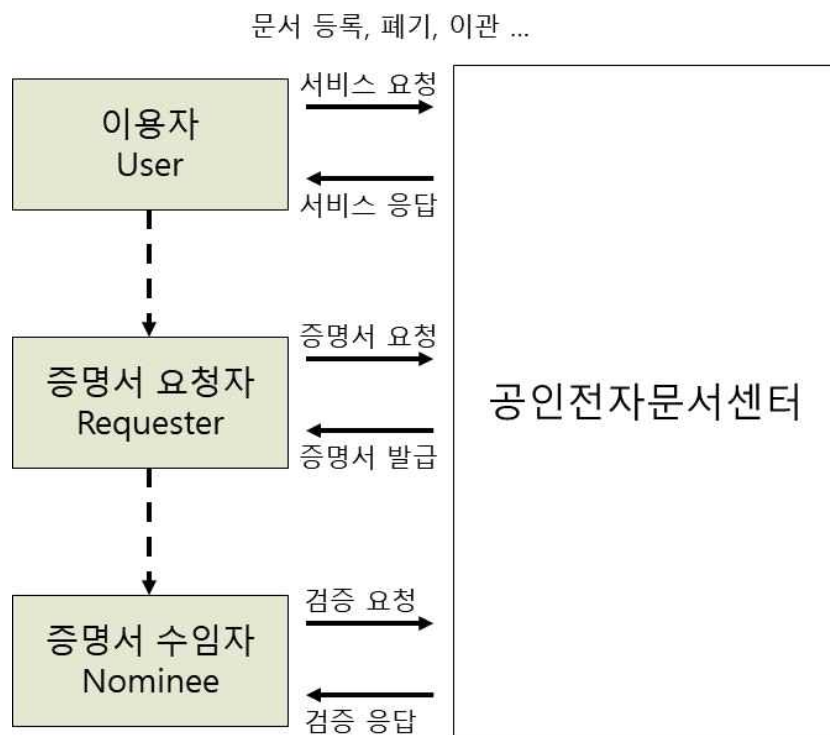 문서 등록, 폐기, 이관 ...
서비스 요청
이용자
User
서비스 응답
증명서 요청
증명서 요청자
Requester
증명서 발급
공인전자문서센터
검증 요청
증명서 수임자
Nominee
검증 응답